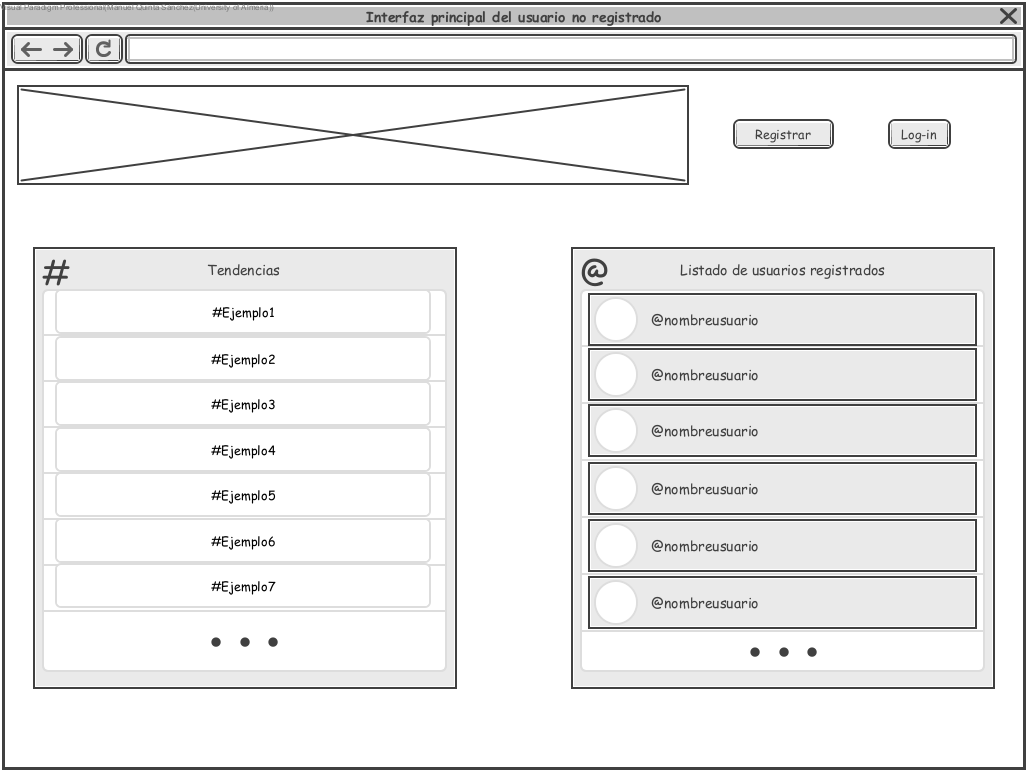 Visual Paradigm Professional(Manuel Quinta Sanchez(University of Almeria))
Interfaz principal del usuario no registrado
Registrar
Log-in
# Tendencias
#Ejemplo1
#Ejemplo2
#Ejemplo3
#Ejemplo4
#Ejemplo5
#Ejemplo6
#Ejemplo7
@ Listado de usuarios registrados
@nombreusuario
@nombreusuario
@nombreusuario
@nombreusuario
@nombreusuario
@nombreusuario